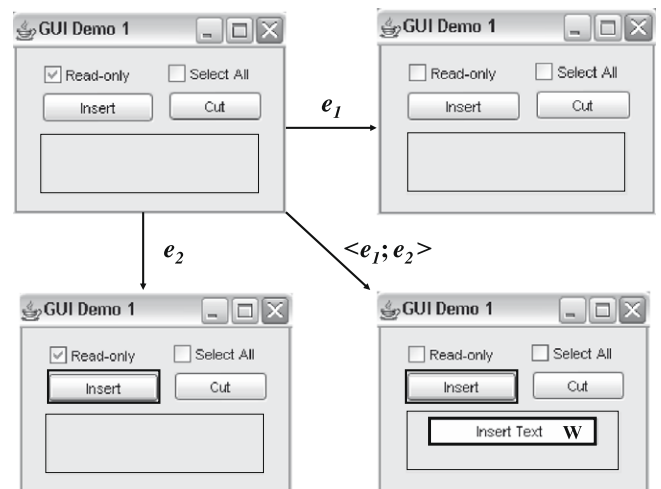 GUI Demo 1
Read-only
Select All
Insert
Cut
e1
GUI Demo 1
Read-only
Select All
Insert
Cut
e2
<e1; e2>
GUI Demo 1
Read-only
Select All
Insert
Cut
GUI Demo 1
Read-only
Select All
Insert
Cut
Insert Text W